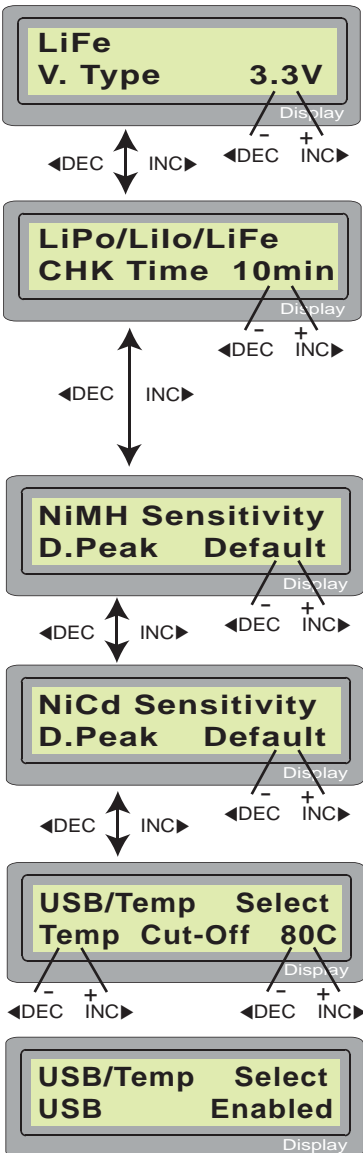 LiFe
V. Type 3.3V
Display
◀DEC INC▶ ◀DEC - + INC▶
LiPo/LiIo/LiFe
CHK Time 10min
Display
◀DEC - + INC▶
◀DEC INC▶
NiMH Sensitivity
D.Peak Default
Display
◀DEC INC▶ ◀DEC - + INC▶
NiCd Sensitivity
D.Peak Default
Display
◀DEC INC▶ ◀DEC - + INC▶
USB/Temp Select
Temp Cut-Off 80C
Display
◀DEC - + INC▶ ◀DEC - + INC▶
USB/Temp Select
USB Enabled
Display